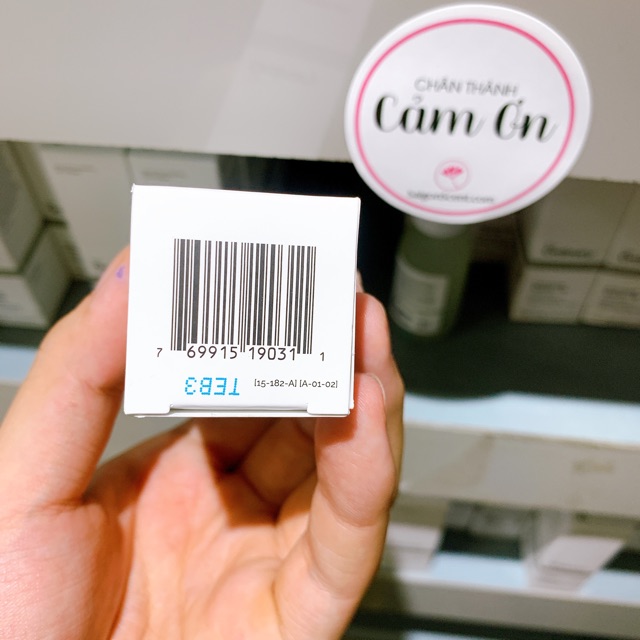 CHÂN THÀNH
Cảm Ơn
7 69915 19031 1
TEB3
[15-182-A] [A-01-02]